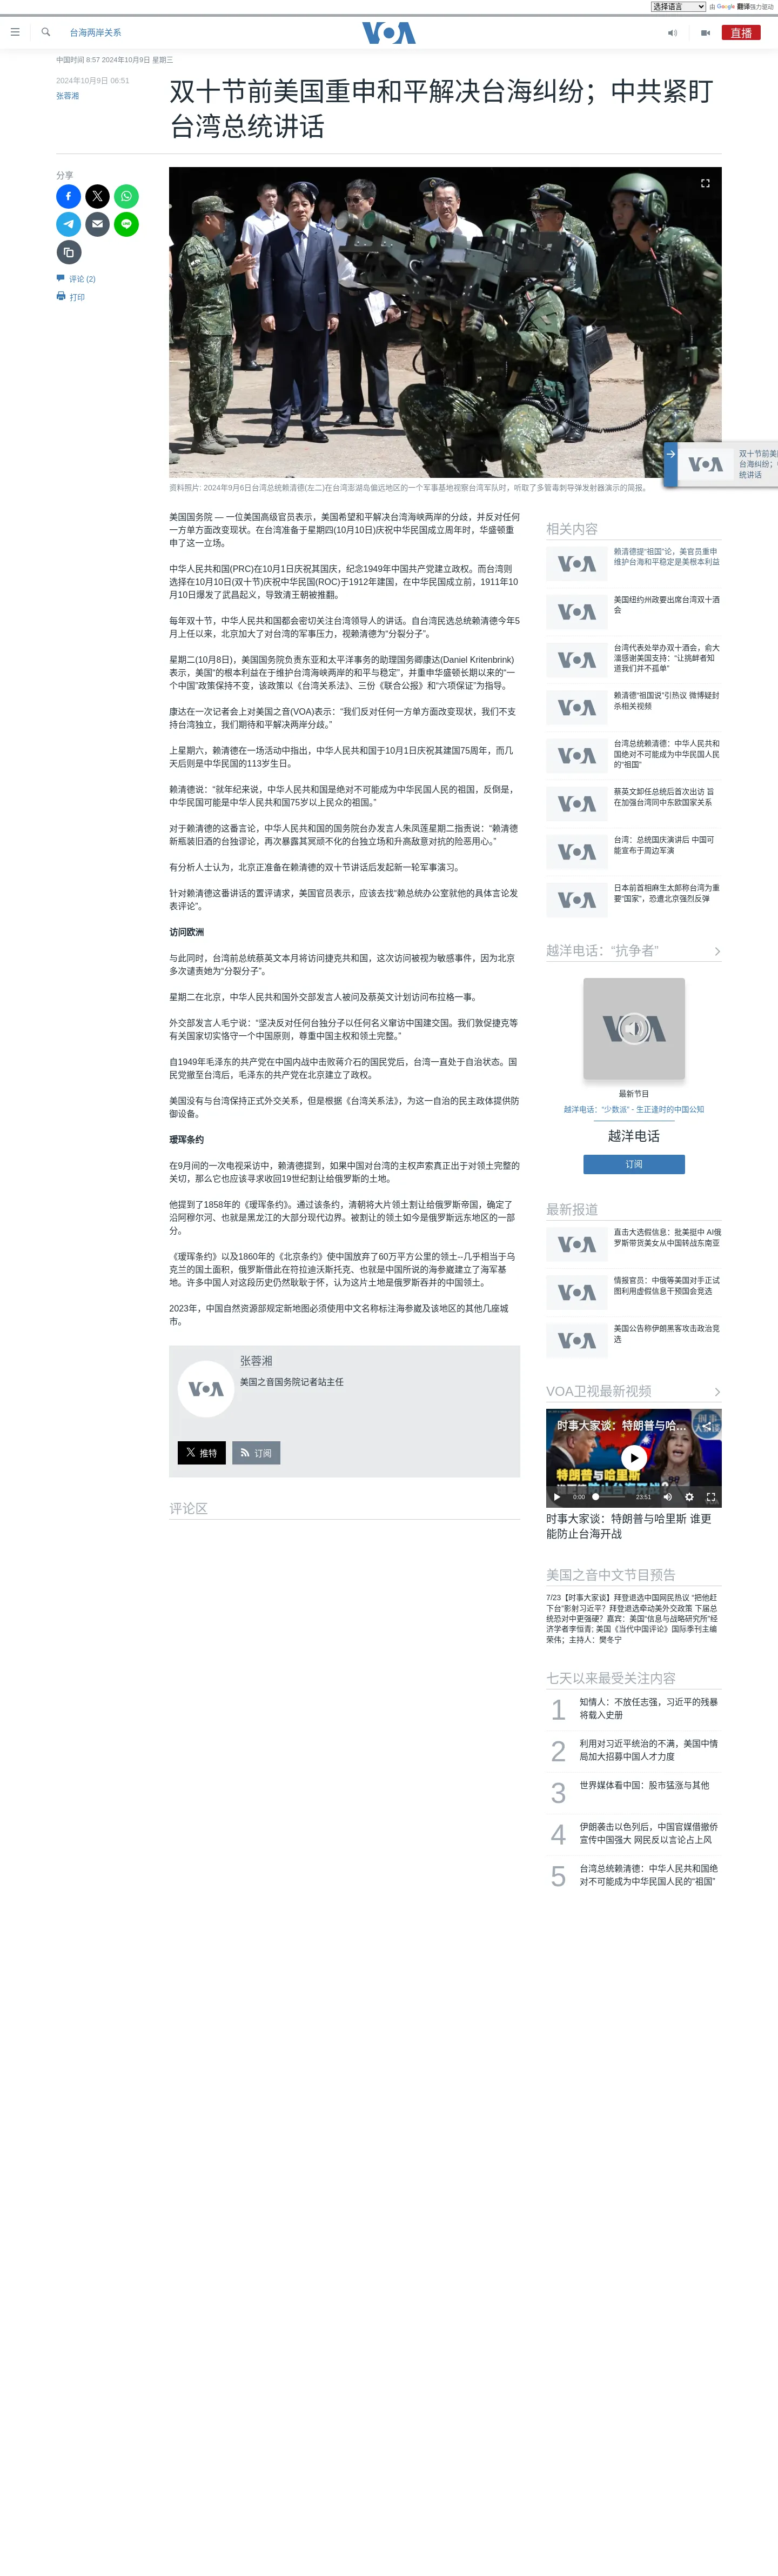 选择语言 由 Google 翻译强力驱动
台海两岸关系
VOA
直播
中国时间 8:57 2024年10月9日 星期三
2024年10月9日 06:51
张蓉湘
双十节前美国重申和平解决台海纠纷；中共紧盯
台湾总统讲话
分享
评论 (2)
打印
VOA
双十节前美
台海纠纷；
统讲话
资料照片: 2024年9月6日台湾总统赖清德(左二)在台湾澎湖岛偏远地区的一个军事基地视察台湾军队时，听取了多管毒刺导弹发射器演示的简报。
美国国务院 — 一位美国高级官员表示，美国希望和平解决台湾海峡两岸的分歧，并反对任何
一方单方面改变现状。在台湾准备于星期四(10月10日)庆祝中华民国成立周年时，华盛顿重
申了这一立场。
中华人民共和国(PRC)在10月1日庆祝其国庆，纪念1949年中国共产党建立政权。而台湾则
选择在10月10日(双十节)庆祝中华民国(ROC)于1912年建国，在中华民国成立前，1911年10
月10日爆发了武昌起义，导致清王朝被推翻。
每年双十节，中华人民共和国都会密切关注台湾领导人的讲话。自台湾民选总统赖清德今年5
月上任以来，北京加大了对台湾的军事压力，视赖清德为“分裂分子”。
星期二(10月8日)，美国国务院负责东亚和太平洋事务的助理国务卿康达(Daniel Kritenbrink)
表示，美国“的根本利益在于维护台湾海峡两岸的和平与稳定”，并重申华盛顿长期以来的“一
个中国”政策保持不变，该政策以《台湾关系法》、三份《联合公报》和“六项保证”为指导。
康达在一次记者会上对美国之音(VOA)表示：“我们反对任何一方单方面改变现状，我们不支
持台湾独立，我们期待和平解决两岸分歧。”
上星期六，赖清德在一场活动中指出，中华人民共和国于10月1日庆祝其建国75周年，而几
天后则是中华民国的113岁生日。
赖清德说：“就年纪来说，中华人民共和国是绝对不可能成为中华民国人民的祖国，反倒是，
中华民国可能是中华人民共和国75岁以上民众的祖国。”
对于赖清德的这番言论，中华人民共和国的国务院台办发言人朱凤莲星期二指责说：“赖清德
新瓶装旧酒的台独谬论，再次暴露其冥顽不化的台独立场和升高敌意对抗的险恶用心。”
有分析人士认为，北京正准备在赖清德的双十节讲话后发起新一轮军事演习。
针对赖清德这番讲话的置评请求，美国官员表示，应该去找“赖总统办公室就他的具体言论发
表评论”。
访问欧洲
与此同时，台湾前总统蔡英文本月将访问捷克共和国，这次访问被视为敏感事件，因为北京
多次谴责她为“分裂分子”。
星期二在北京，中华人民共和国外交部发言人被问及蔡英文计划访问布拉格一事。
外交部发言人毛宁说：“坚决反对任何台独分子以任何名义窜访中国建交国。我们敦促捷克等
有关国家切实恪守一个中国原则，尊重中国主权和领土完整。”
自1949年毛泽东的共产党在中国内战中击败蒋介石的国民党后，台湾一直处于自治状态。国
民党撤至台湾后，毛泽东的共产党在北京建立了政权。
美国没有与台湾保持正式外交关系，但是根据《台湾关系法》，为这一自治的民主政体提供防
御设备。
瑷珲条约
在9月间的一次电视采访中，赖清德提到，如果中国对台湾的主权声索真正出于对领土完整的
关切，那么它也应该寻求收回19世纪割让给俄罗斯的土地。
他提到了1858年的《瑷珲条约》。通过该条约，清朝将大片领土割让给俄罗斯帝国，确定了
沿阿穆尔河、也就是黑龙江的大部分现代边界。被割让的领土如今是俄罗斯远东地区的一部
分。
《瑷珲条约》以及1860年的《北京条约》使中国放弃了60万平方公里的领土--几乎相当于乌
克兰的国土面积，俄罗斯借此在符拉迪沃斯托克、也就是中国所说的海参崴建立了海军基
地。许多中国人对这段历史仍然耿耿于怀，认为这片土地是俄罗斯吞并的中国领土。
2023年，中国自然资源部规定新地图必须使用中文名称标注海参崴及该地区的其他几座城
市。
VOA
张蓉湘
美国之音国务院记者站主任
推特
订阅
评论区
相关内容
VOA
赖清德提“祖国”论，美官员重申
维护台海和平稳定是美根本利益
VOA
美国纽约州政要出席台湾双十酒
会
VOA
台湾代表处举办双十酒会，俞大
㵢感谢美国支持：“让挑衅者知
道我们并不孤单”
VOA
赖清德“祖国说”引热议 微博疑封
杀相关视频
VOA
台湾总统赖清德：中华人民共和
国绝对不可能成为中华民国人民
的“祖国”
VOA
蔡英文卸任总统后首次出访 旨
在加强台湾同中东欧国家关系
VOA
台湾：总统国庆演讲后 中国可
能宣布于周边军演
VOA
日本前首相麻生太郎称台湾为重
要“国家”，恐遭北京强烈反弹
越洋电话：“抗争者”
VOA
最新节目
越洋电话：“少数派” - 生正逢时的中国公知
越洋电话
订阅
最新报道
VOA
直击大选假信息：批美挺中 AI俄
罗斯带货美女从中国转战东南亚
VOA
情报官员：中俄等美国对手正试
图利用虚假信息干预国会竞选
VOA
美国公告称伊朗黑客攻击政治竞
选
VOA卫视最新视频
时事大家谈：特朗普与哈...
特朗普与哈里斯
0:00
23:51
时事大家谈：特朗普与哈里斯 谁更
能防止台海开战
美国之音中文节目预告
7/23【时事大家谈】拜登退选中国网民热议 “把他赶
下台”影射习近平？拜登退选牵动美外交政策 下届总
统恐对中更强硬？嘉宾：美国“信息与战略研究所”经
济学者李恒青; 美国《当代中国评论》国际季刊主编
荣伟；主持人：樊冬宁
七天以来最受关注内容
1
知情人：不放任志强，习近平的残暴
将载入史册
2
利用对习近平统治的不满，美国中情
局加大招募中国人才力度
3
世界媒体看中国：股市猛涨与其他
4
伊朗袭击以色列后，中国官媒借撤侨
宣传中国强大 网民反以言论占上风
5
台湾总统赖清德：中华人民共和国绝
对不可能成为中华民国人民的“祖国”